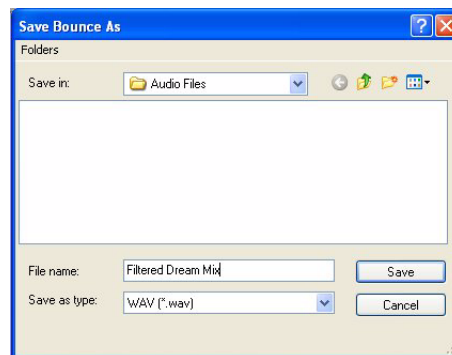 Save Bounce As
Folders
Save in:
Audio Files
File name:
Filtered Dream Mix
Save
Save as type:
WAV (*.wav)
Cancel